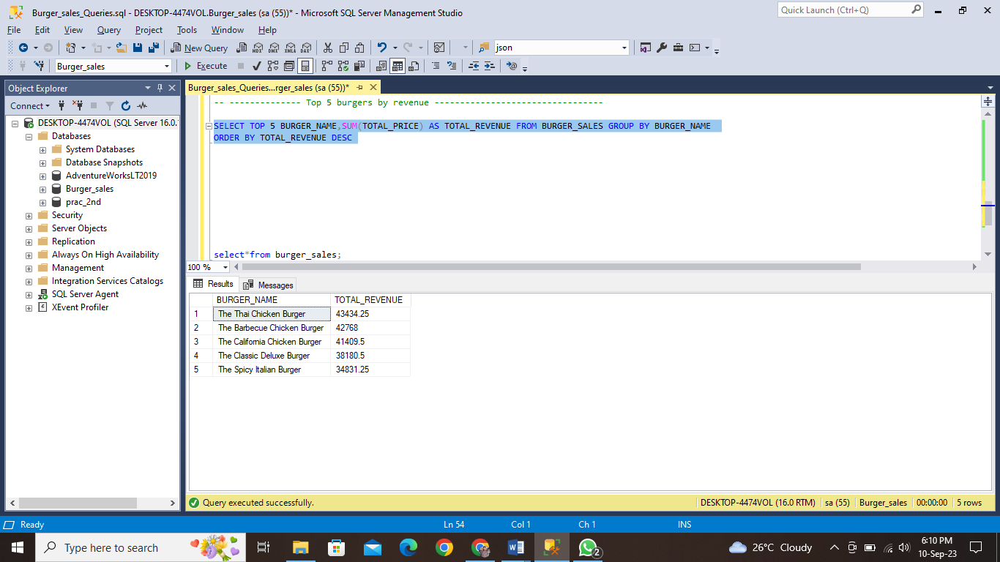 Burger_sales_Queries.sql - DESKTOP-4474VOL.Burger_sales (sa (55))* - Microsoft SQL Server Management Studio
Quick Launch (Ctrl+Q)
File Edit View Query Project Tools Window Help
New Query
MDX DMX XMLA DAX
json
Burger_sales
Execute
Object Explorer
Connect
DESKTOP-4474VOL (SQL Server 16.0.
Databases
System Databases
Database Snapshots
AdventureWorksLT2019
Burger_sales
prac_2nd
Security
Server Objects
Replication
Always On High Availability
Management
Integration Services Catalogs
SQL Server Agent
XEvent Profiler
Burger_sales_Queries...rger_sales (sa (55))*
-- -------------- Top 5 burgers by revenue ---------------------------------
SELECT TOP 5 BURGER_NAME,SUM(TOTAL_PRICE) AS TOTAL_REVENUE FROM BURGER_SALES GROUP BY BURGER_NAME
ORDER BY TOTAL_REVENUE DESC
select*from burger_sales;
100 %
Results Messages
BURGER_NAME TOTAL_REVENUE
1 The Thai Chicken Burger 43434.25
2 The Barbecue Chicken Burger 42768
3 The California Chicken Burger 41409.5
4 The Classic Deluxe Burger 38180.5
5 The Spicy Italian Burger 34831.25
Query executed successfully.
DESKTOP-4474VOL (16.0 RTM) sa (55) Burger_sales 00:00:00 5 rows
Ready Ln 54 Col 1 Ch 1 INS
Type here to search
2
26°C Cloudy
6:10 PM
10-Sep-23